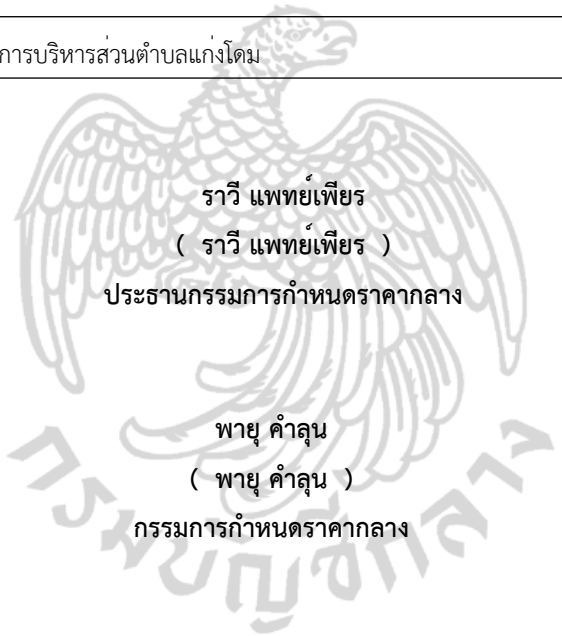 การบริหารส่วนตำบลแก่งโดม
ราวี แพทย์เพียร
( ราวี แพทย์เพียร )
ประธานกรรมการกำหนดราคากลาง
พายุ คำลุน
( พายุ คำลุน )
กรรมการกำหนดราคากลาง
กรมบัญชีกลาง